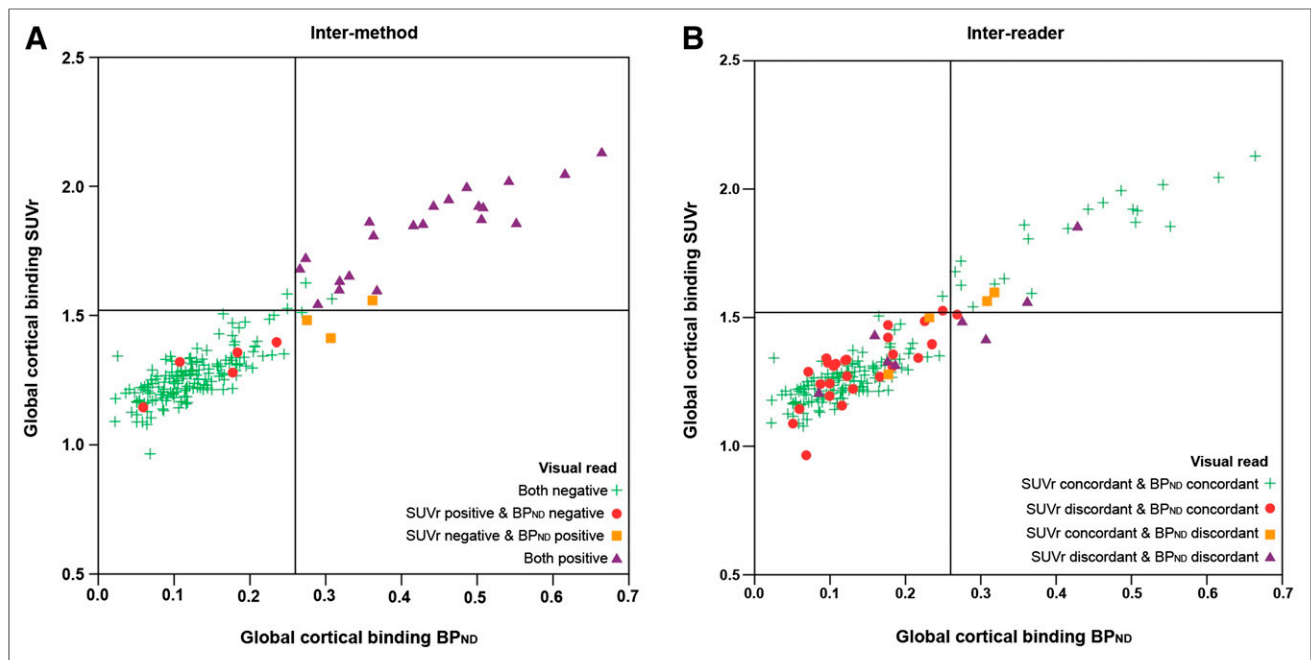 A
Inter-method
2.5
2.0
1.5
1.0
0.5
Global cortical binding SUVr
0.0
0.1
0.2
0.3
0.4
0.5
0.6
0.7
Global cortical binding BPND
Visual read
Both negative
SUVr positive & BPND negative
SUVr negative & BPND positive
Both positive
B
Inter-reader
2.5
2.0
1.5
1.0
0.5
Global cortical binding SUVr
0.0
0.1
0.2
0.3
0.4
0.5
0.6
0.7
Global cortical binding BPND
Visual read
SUVr concordant & BPND concordant
SUVr discordant & BPND concordant
SUVr concordant & BPND discordant
SUVr discordant & BPND discordant